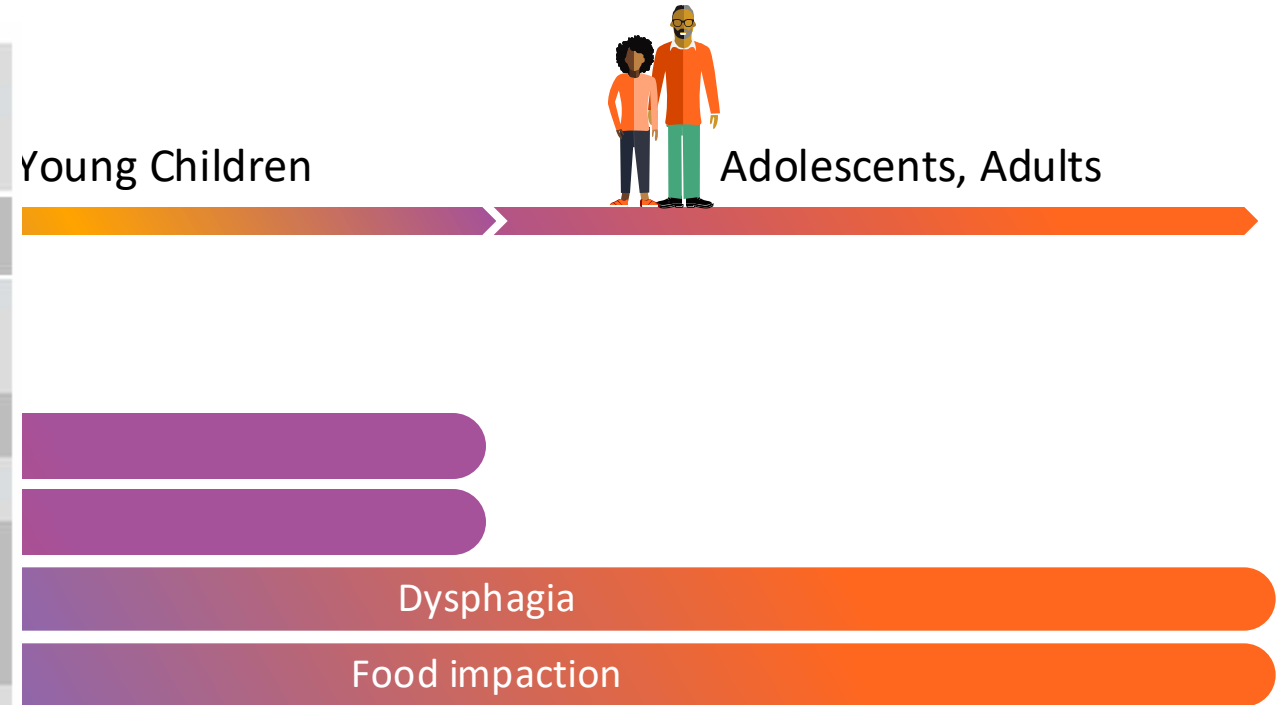 Young Children
Adolescents, Adults
Dysphagia
Food impaction